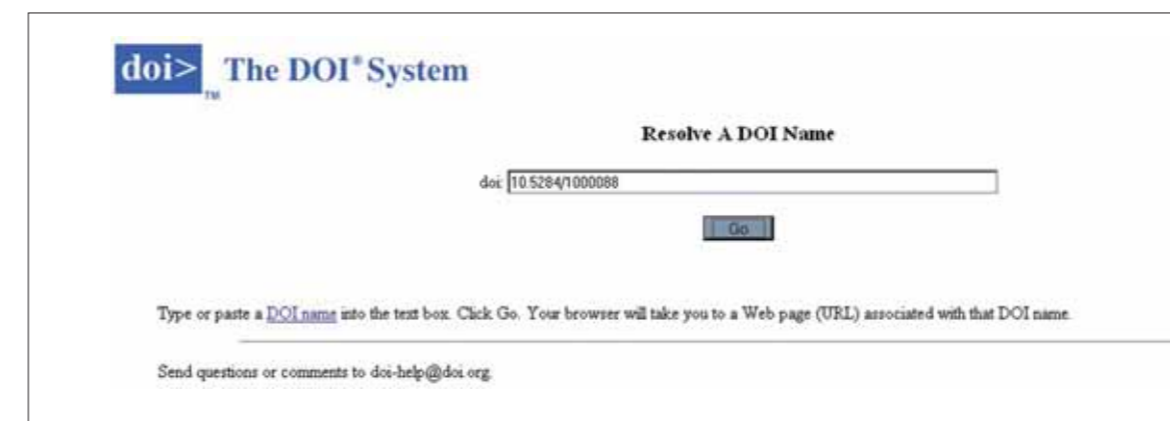 doi>TM The DOI® System
Resolve A DOI Name
doi: 10.5284/1000088
Go
Type or paste a DOI name into the text box. Click Go. Your browser will take you to a Web page (URL) associated with that DOI name.
Send questions or comments to doi-help@doi.org.